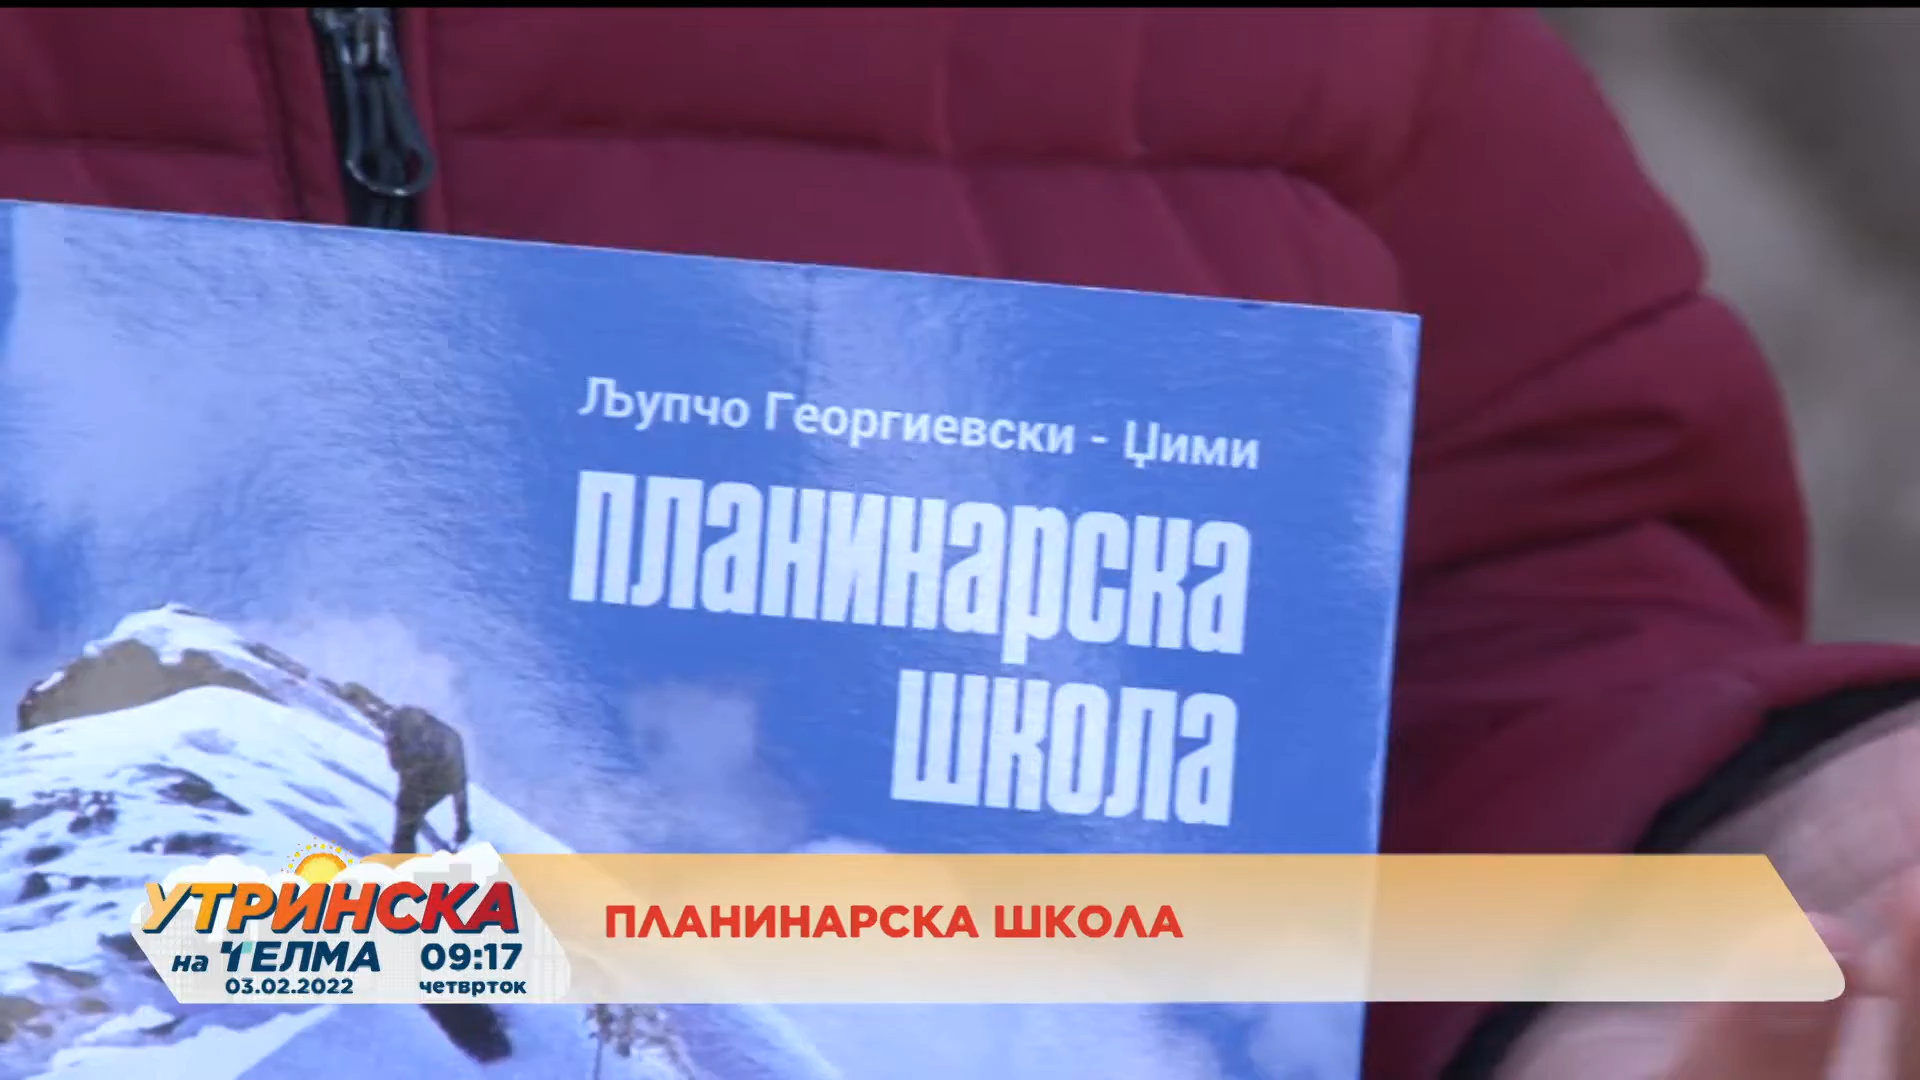 Љупчо Георгиевски - Џими
планинарска
школа
УТРИНСКА
на ТЕЛМА
09:17
03.02.2022
четврток
ПЛАНИНАРСКА ШКОЛА